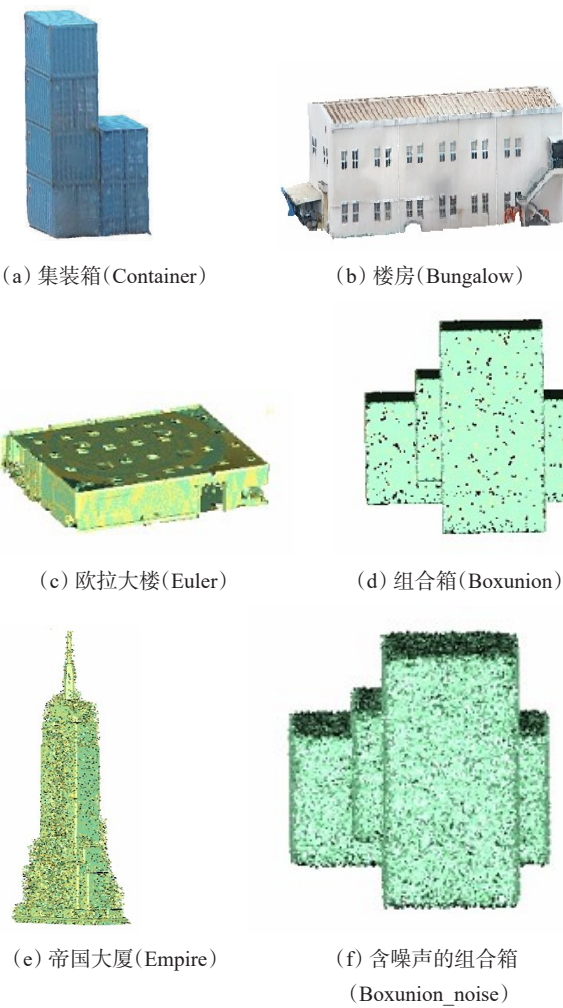 (a) 集装箱(Container)
(b) 楼房(Bungalow)
(c) 欧拉大楼(Euler)
(d) 组合箱(Boxunion)
(e) 帝国大厦(Empire)
(f) 含噪声的组合箱
(Boxunion_noise)